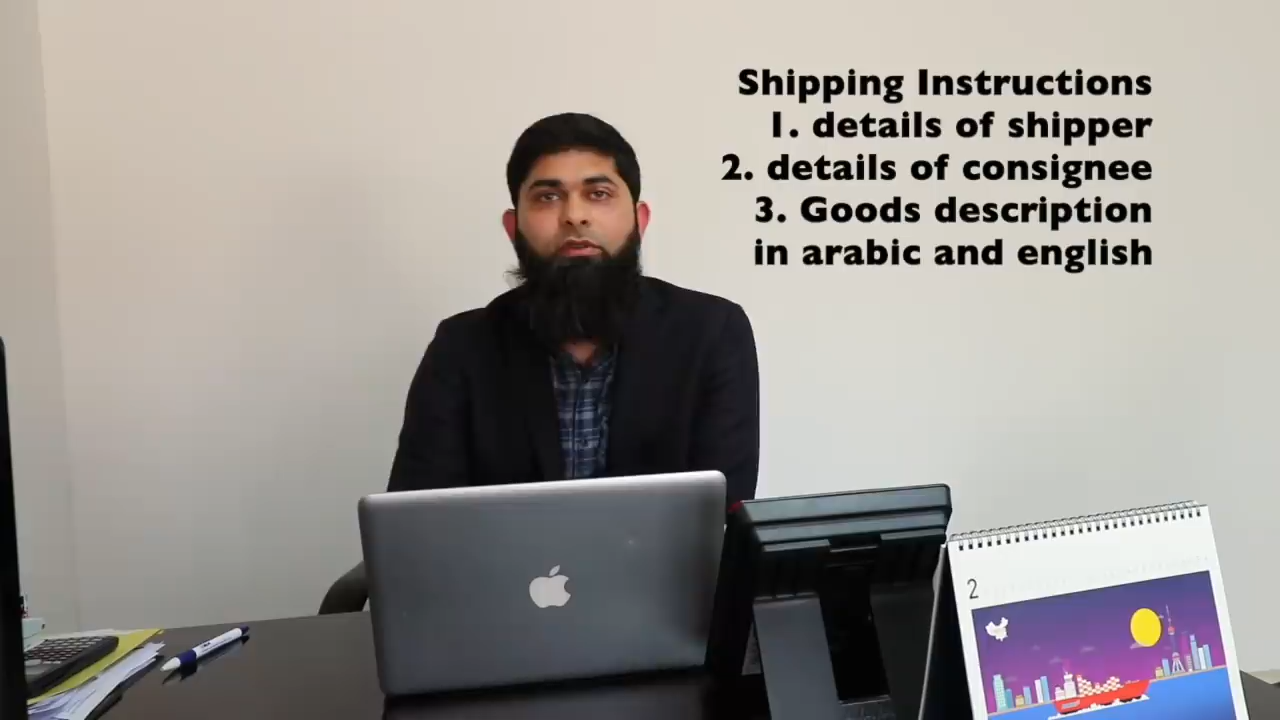 Shipping Instructions
1. details of shipper
2. details of consignee
3. Goods description
in arabic and english
2